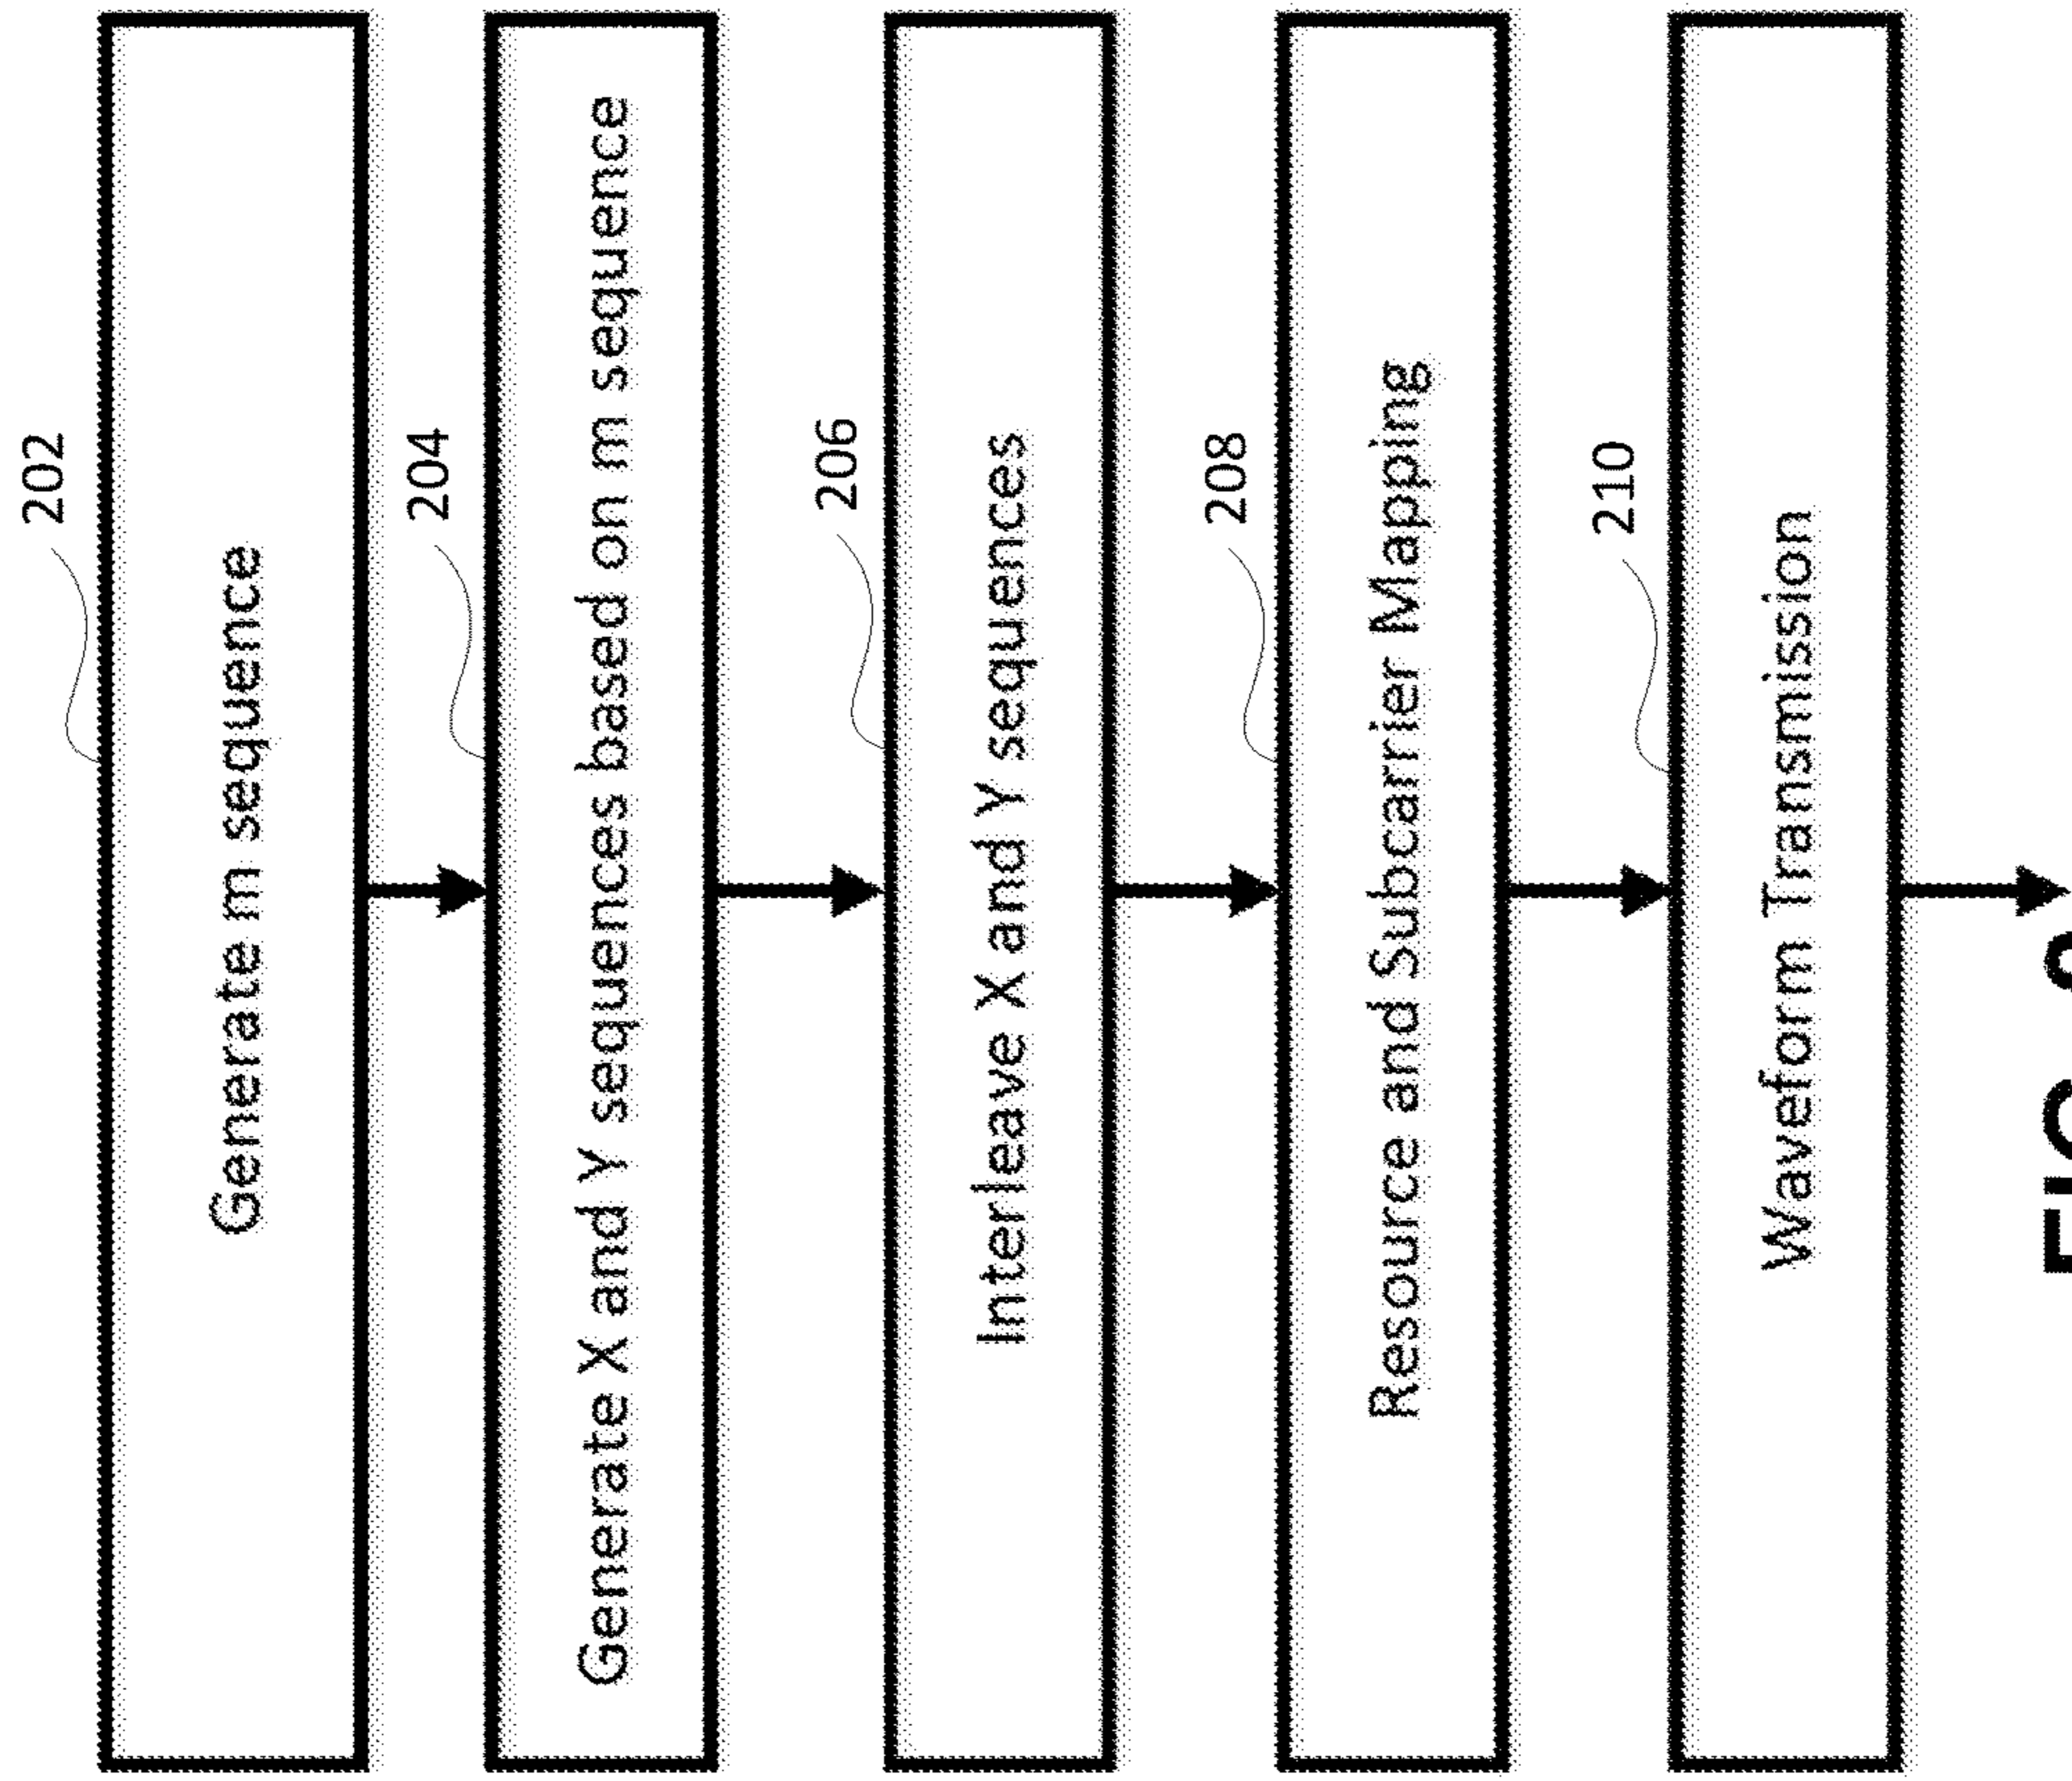 202
Generate m sequence
204
Generate X and Y sequences based on m sequence
206
Interleave X and Y sequences
208
Resource and Subcarrier Mapping
210
Waveform Transmission